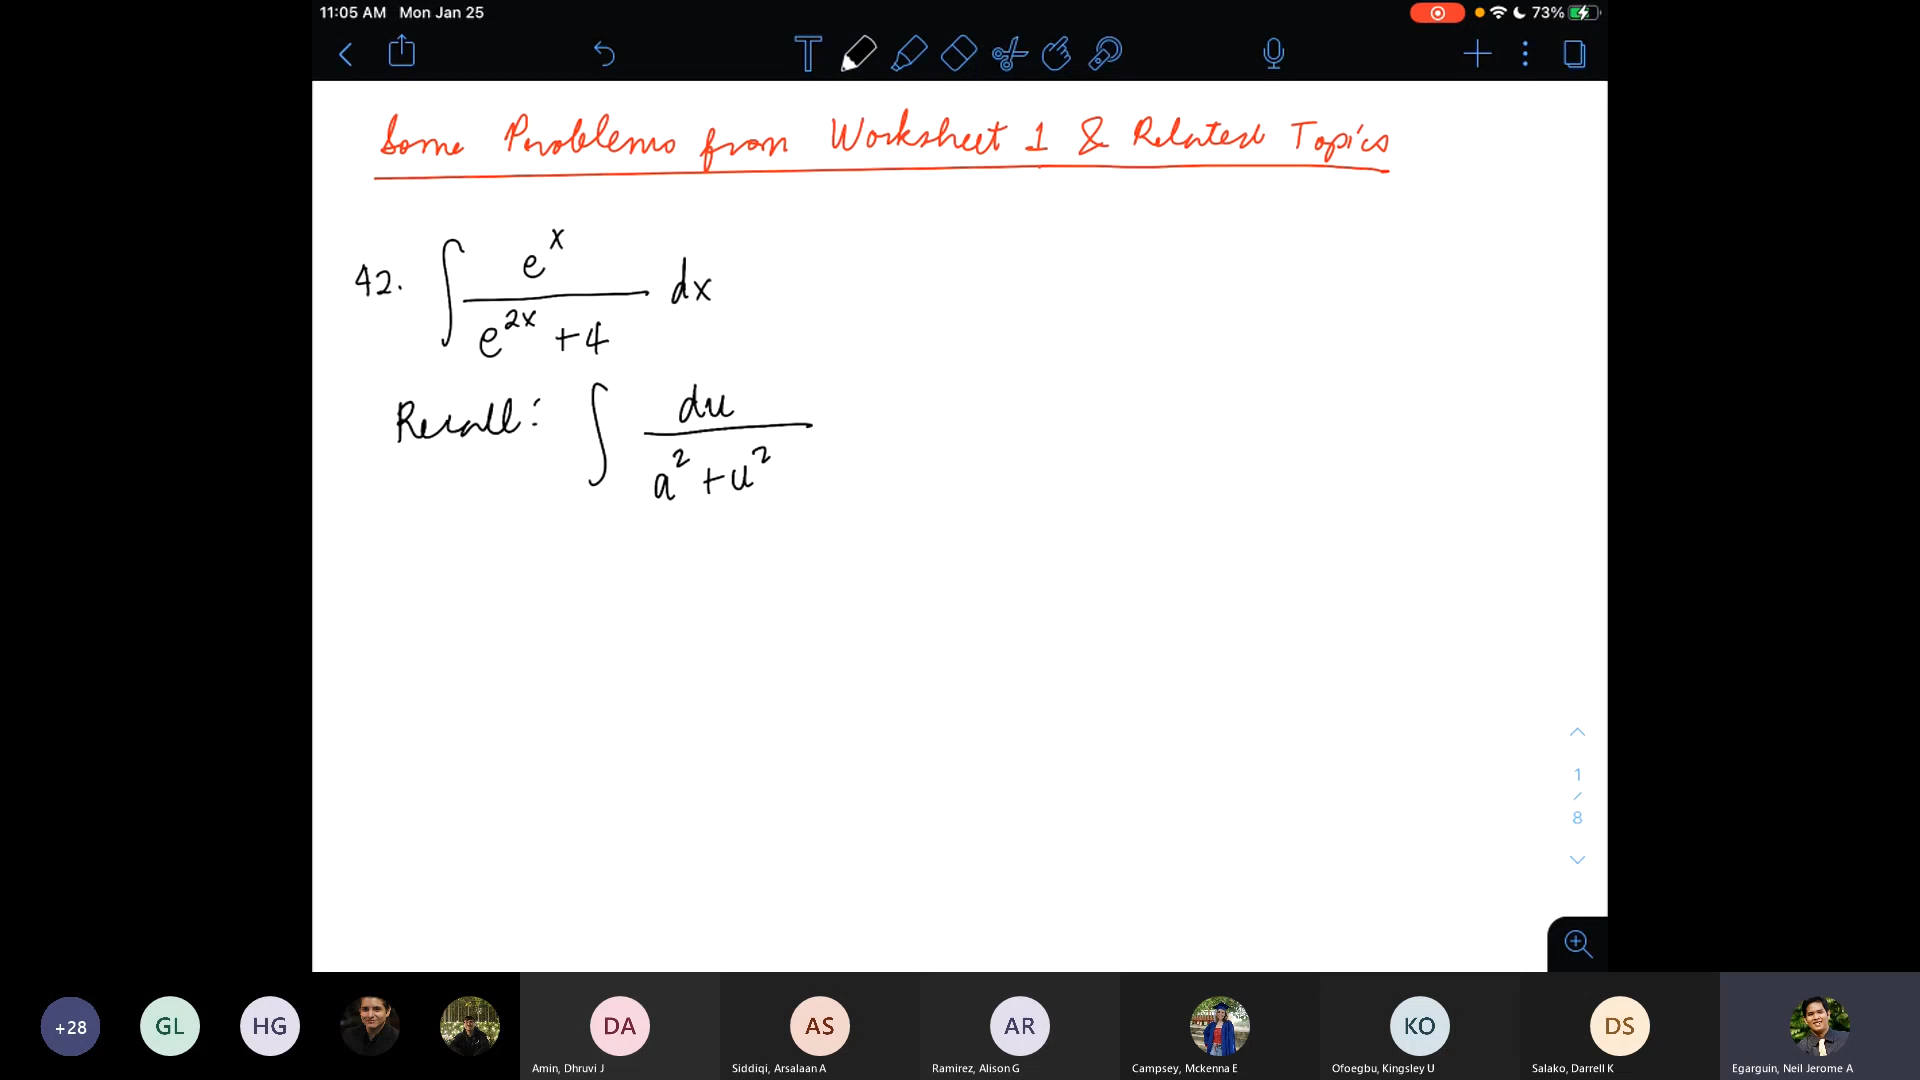 11:05 AM Mon Jan 25
73%
Some Problems from Worksheet 1 & Related Topics
42. ∫ e^x / (e^{2x} + 4) dx
Recall: ∫ du / (a^2 + u^2)
1
/
8
+28
GL
HG
DA
AS
AR
KO
DS
Amin, Dhruvi J
Siddiqi, Arsalaan A
Ramirez, Alison G
Campsey, Mckenna E
Ofoegbu, Kingsley U
Salako, Darrell K
Egarguin, Neil Jerome A